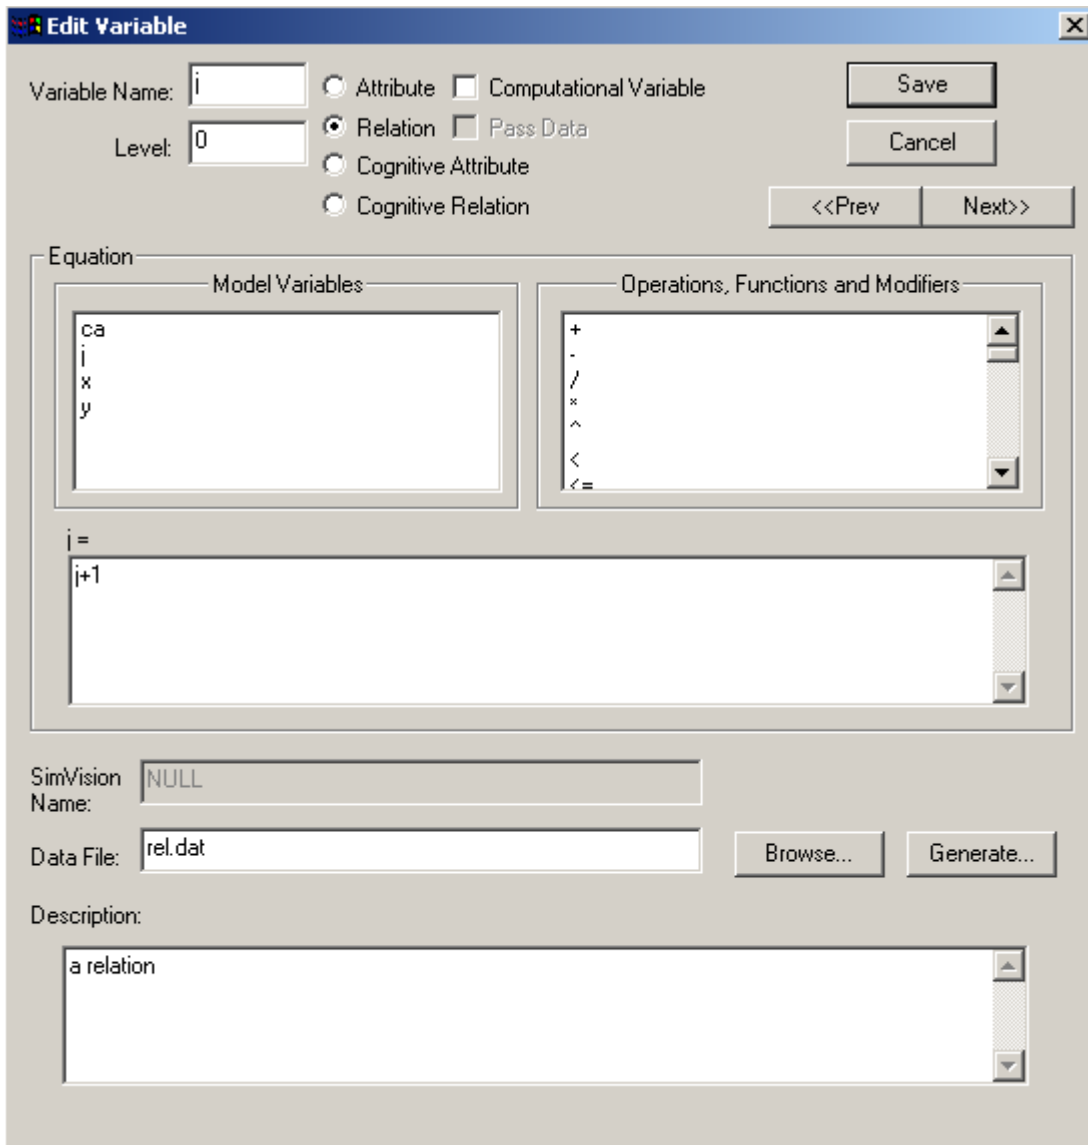 Edit Variable
Variable Name: j
Attribute
Computational Variable
Save
Level: 0
Relation
Pass Data
Cancel
Cognitive Attribute
Cognitive Relation
<<Prev
Next>>
Equation
Model Variables
ca
j
x
y
Operations, Functions and Modifiers
+
-
/
*
^
<
<=
j =
j+1
SimVision Name: NULL
Data File: rel.dat
Browse...
Generate...
Description:
a relation